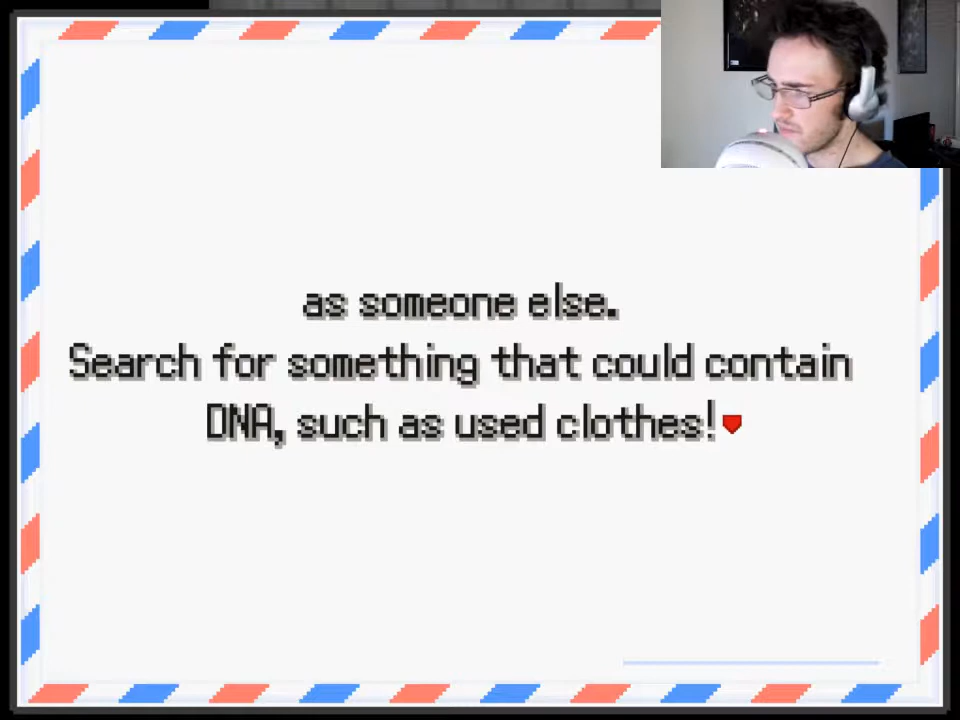 as someone else.
Search for something that could contain
DNA, such as used clothes!